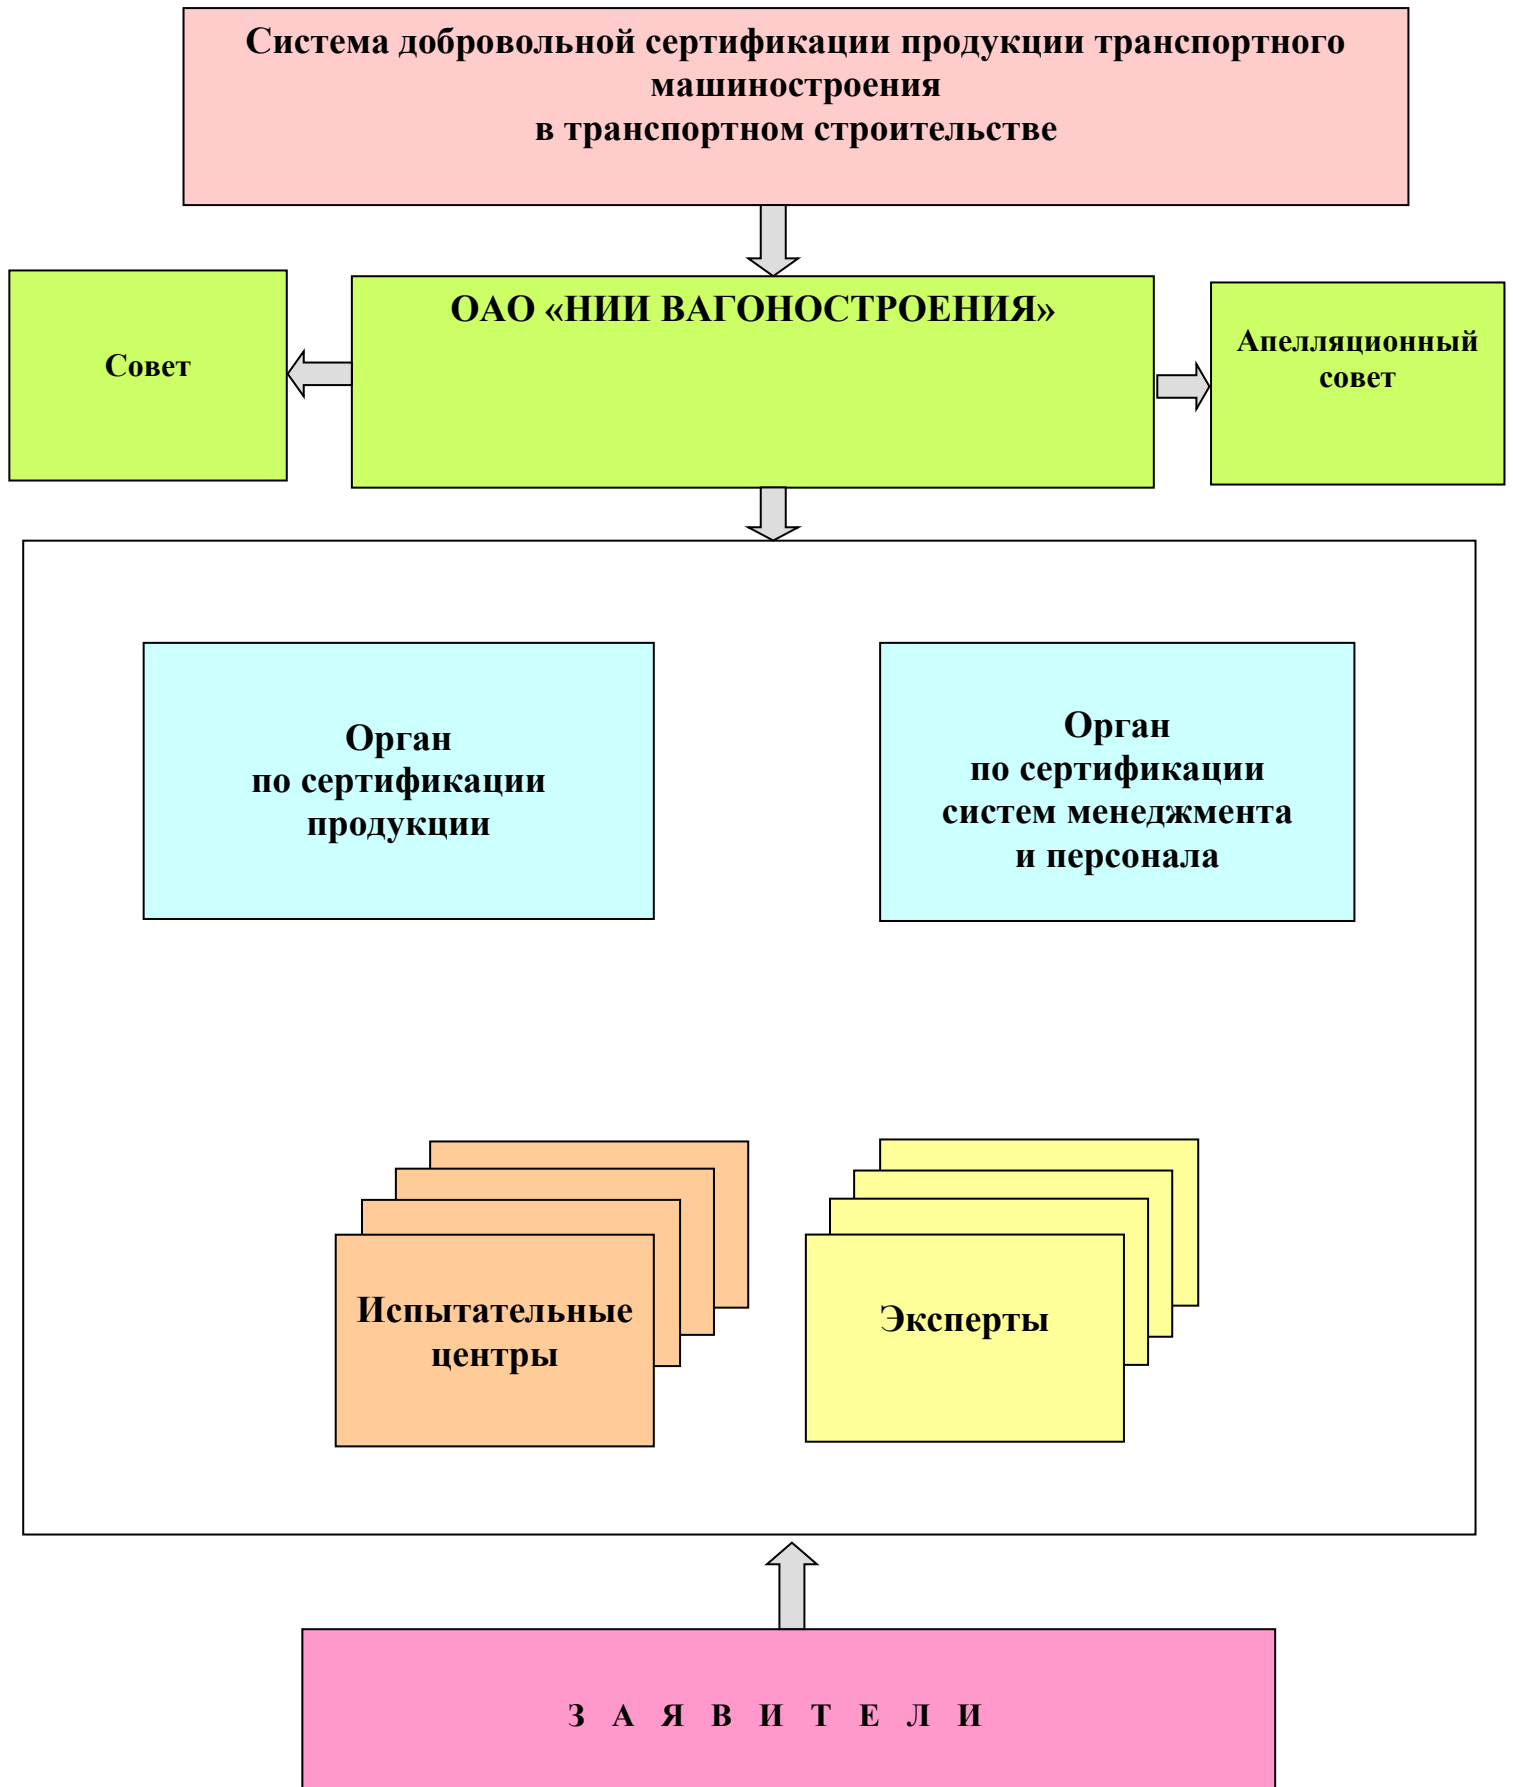 Система добровольной сертификации продукции транспортного
машиностроения
в транспортном строительстве
ОАО «НИИ ВАГОНОСТРОЕНИЯ»
Совет
Апелляционный
совет
Орган
по сертификации
продукции
Орган
по сертификации
систем менеджмента
и персонала
Испытательные
центры
Эксперты
З А Я В И Т Е Л И